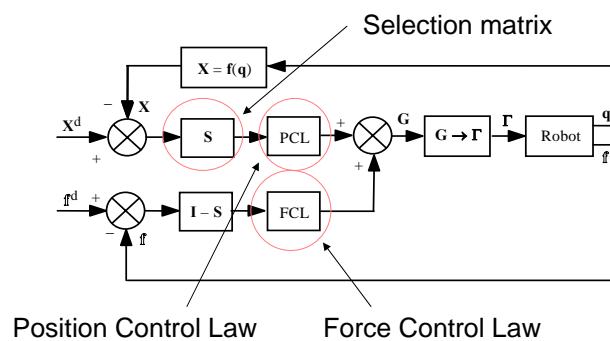 Selection matrix
X = f(q)
−
X
X^d
+
S
PCL
+
G
G → Γ
Γ
Robot
q
𝕗
+
𝕗^d
+
−
𝕗
I − S
FCL
Position Control Law
Force Control Law